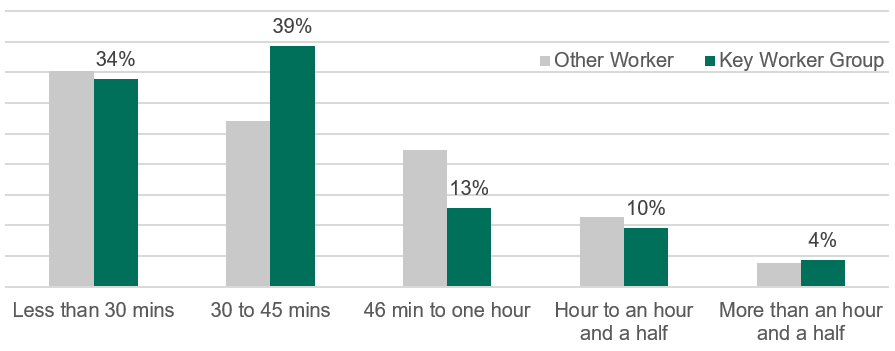 39%
34%
Other Worker
Key Worker Group
13%
10%
4%
Less than 30 mins
30 to 45 mins
46 min to one hour
Hour to an hour
and a half
More than an hour
and a half